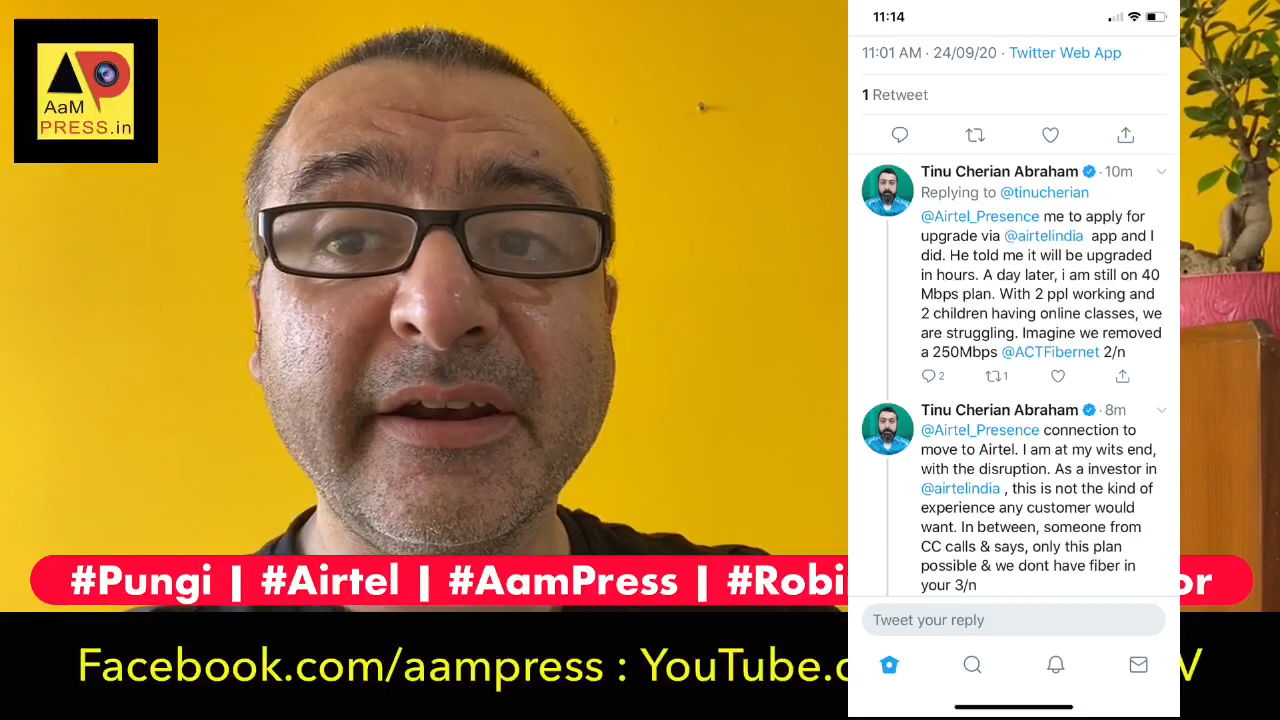 AP
AaM
PRESS.in
11:14
11:01 AM · 24/09/20 · Twitter Web App
1 Retweet
Tinu Cherian Abraham · 10m
Replying to @tinucherian
@Airtel_Presence me to apply for
upgrade via @airtelindia app and I
did. He told me it will be upgraded
in hours. A day later, i am still on 40
Mbps plan. With 2 ppl working and
2 children having online classes, we
are struggling. Imagine we removed
a 250Mbps @ACTFibernet 2/n
2 1
Tinu Cherian Abraham · 8m
@Airtel_Presence connection to
move to Airtel. I am at my wits end,
with the disruption. As a investor in
@airtelindia , this is not the kind of
experience any customer would
want. In between, someone from
CC calls & says, only this plan
possible & we dont have fiber in
your 3/n
Tweet your reply
#Pungi | #Airtel | #AamPress | #Robi or
Facebook.com/aampress : YouTube.c V